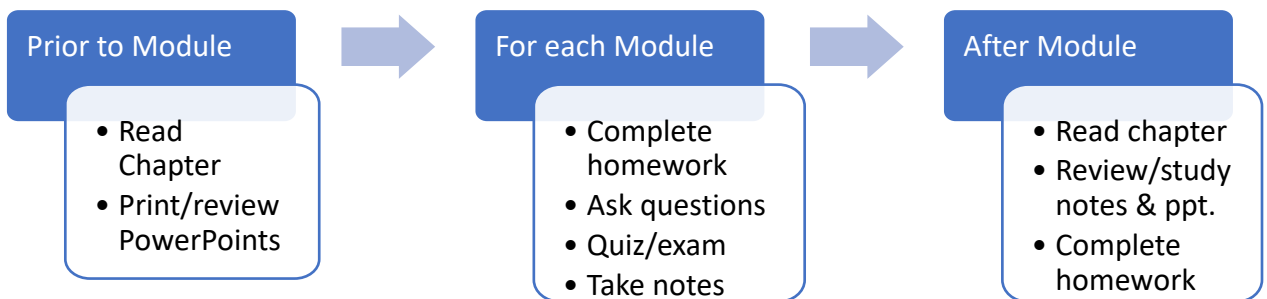 Prior to Module
• Read
Chapter
• Print/review
PowerPoints
For each Module
• Complete
homework
• Ask questions
• Quiz/exam
• Take notes
After Module
• Read chapter
• Review/study
notes & ppt.
• Complete
homework